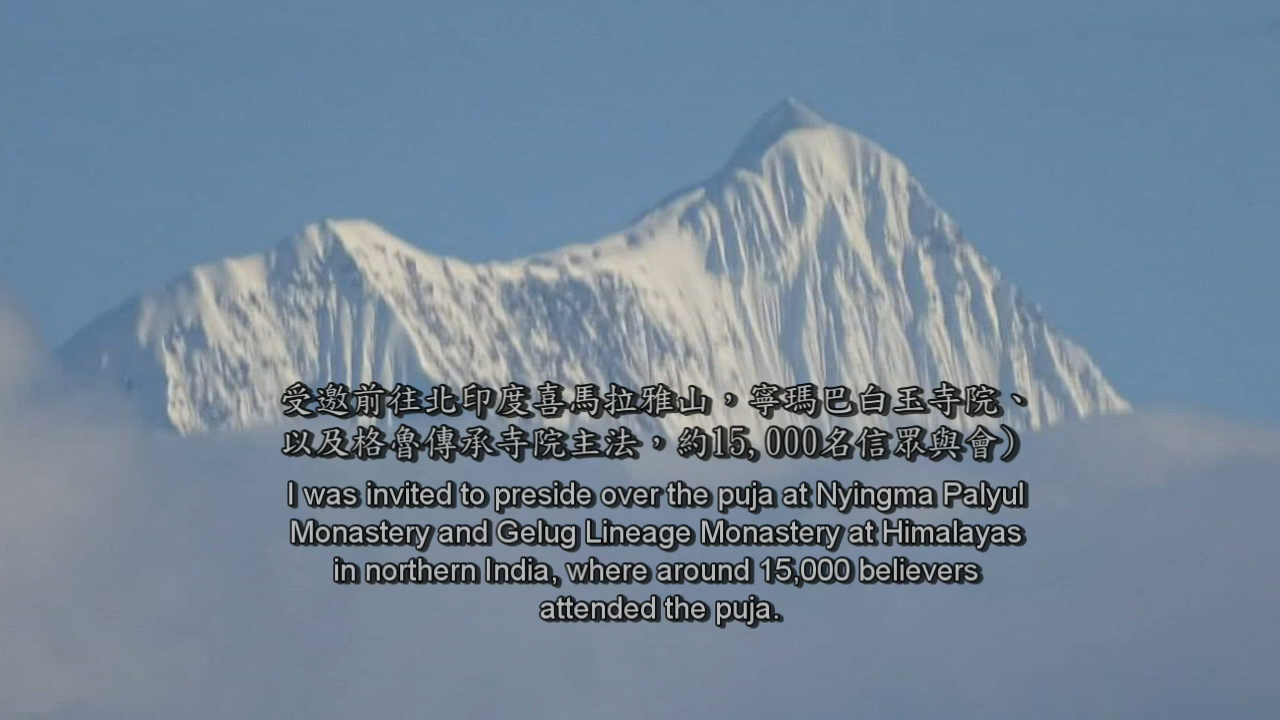 受邀前往北印度喜馬拉雅山，寧瑪巴白玉寺院、
以及格魯傳承寺院主法，約15,000名信眾與會）
I was invited to preside over the puja at Nyingma Palyul
Monastery and Gelug Lineage Monastery at Himalayas
in northern India, where around 15,000 believers
attended the puja.